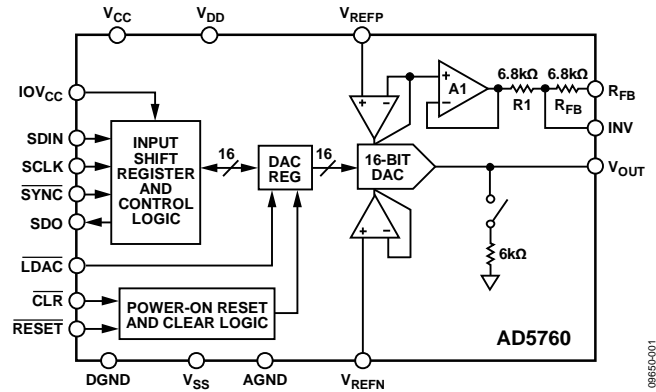 VCC
VDD
VREFP
6.8kΩ
6.8kΩ
A1
R1
RFB
RFB
INV
IOVCC
SDIN
SCLK
SYNC
SDO
INPUT
SHIFT
REGISTER
AND
CONTROL
LOGIC
16
DAC
REG
16
16-BIT
DAC
VOUT
6kΩ
LDAC
CLR
RESET
POWER-ON RESET
AND CLEAR LOGIC
AD5760
DGND
VSS
AGND
VREFN
09650-001